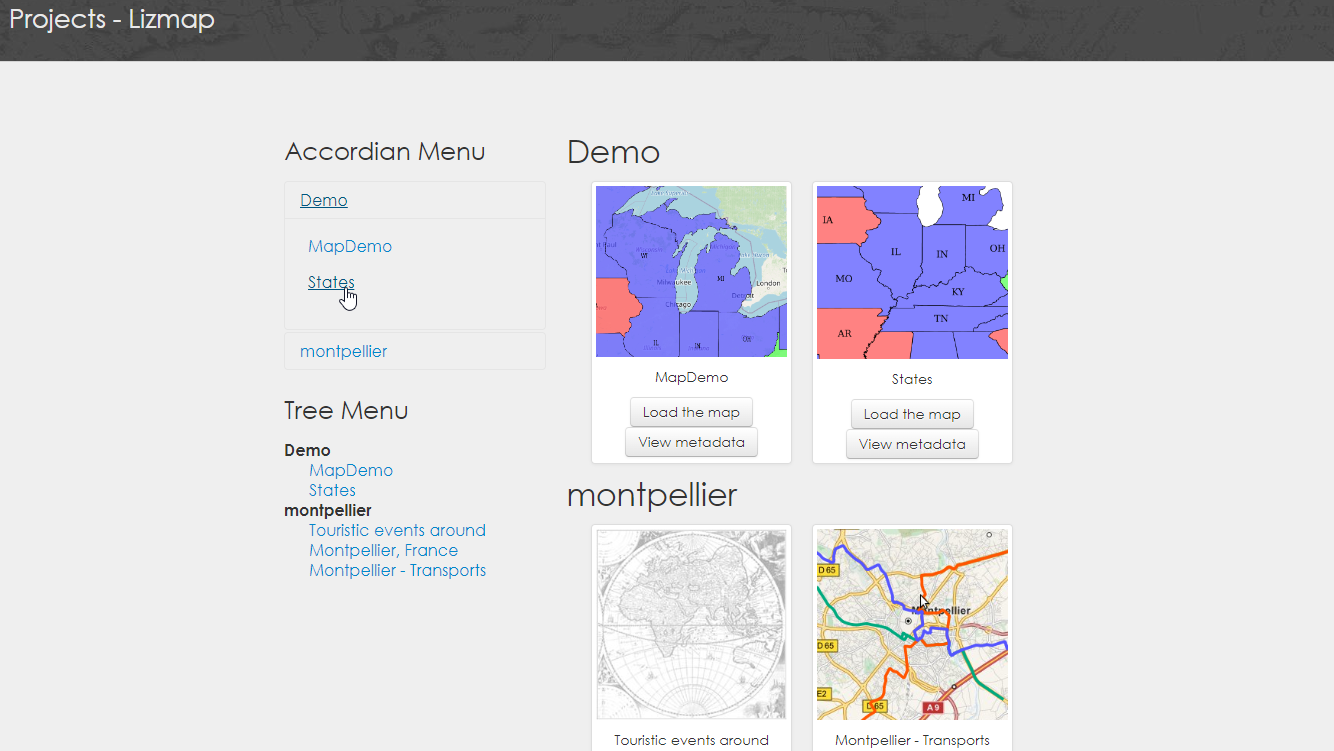 Projects - Lizmap
Accordian Menu
Demo
MapDemo
States
montpellier
Tree Menu
Demo
MapDemo
States
montpellier
Touristic events around
Montpellier, France
Montpellier - Transports
Demo
WI
MI
Milwaukee
Chicago
Detroit
London
IL
IN
OH
MapDemo
Load the map
View metadata
MI
IA
IL
IN
OH
MO
KY
TN
AR
States
Load the map
View metadata
montpellier
Touristic events around
D 65
Montpellier
D 65
E2
D 65
A 9
Montpellier - Transports